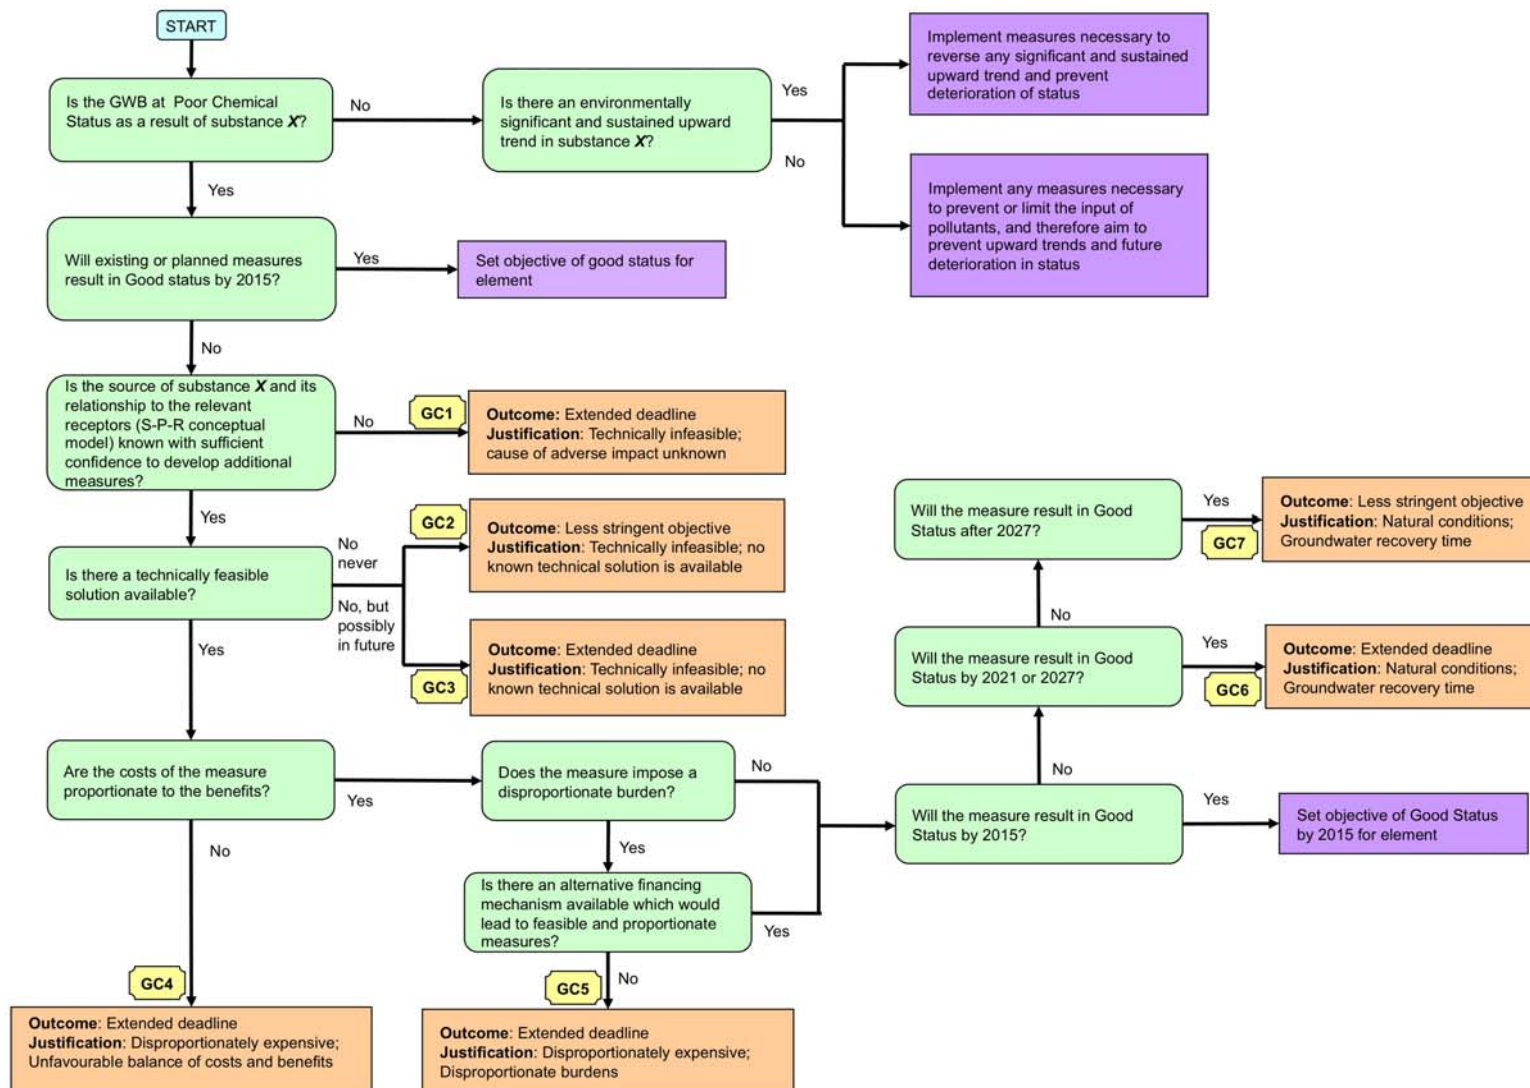 START
Is the GWB at Poor Chemical
Status as a result of substance X?
No
Is there an environmentally
significant and sustained upward
trend in substance X?
Yes
No
Implement measures necessary to
reverse any significant and sustained
upward trend and prevent
deterioration of status
Implement any measures necessary
to prevent or limit the input of
pollutants, and therefore aim to
prevent upward trends and future
deterioration in status
Yes
Will existing or planned measures
result in Good status by 2015?
Yes
Set objective of good status for
element
No
Is the source of substance X and its
relationship to the relevant
receptors (S-P-R conceptual
model) known with sufficient
confidence to develop additional
measures?
No
GC1
Outcome: Extended deadline
Justification: Technically infeasible;
cause of adverse impact unknown
Yes
Is there a technically feasible
solution available?
No
never
GC2
Outcome: Less stringent objective
Justification: Technically infeasible; no
known technical solution is available
No, but
possibly
in future
GC3
Outcome: Extended deadline
Justification: Technically infeasible; no
known technical solution is available
Yes
Are the costs of the measure
proportionate to the benefits?
Yes
Does the measure impose a
disproportionate burden?
No
Yes
Is there an alternative financing
mechanism available which would
lead to feasible and proportionate
measures?
Yes
No
GC4
Outcome: Extended deadline
Justification: Disproportionately expensive;
Unfavourable balance of costs and benefits
No
GC5
Outcome: Extended deadline
Justification: Disproportionately expensive;
Disproportionate burdens
Will the measure result in Good
Status by 2015?
Yes
Set objective of Good Status
by 2015 for element
No
Will the measure result in Good
Status by 2021 or 2027?
Yes
GC6
Outcome: Extended deadline
Justification: Natural conditions;
Groundwater recovery time
No
Will the measure result in Good
Status after 2027?
Yes
GC7
Outcome: Less stringent objective
Justification: Natural conditions;
Groundwater recovery time